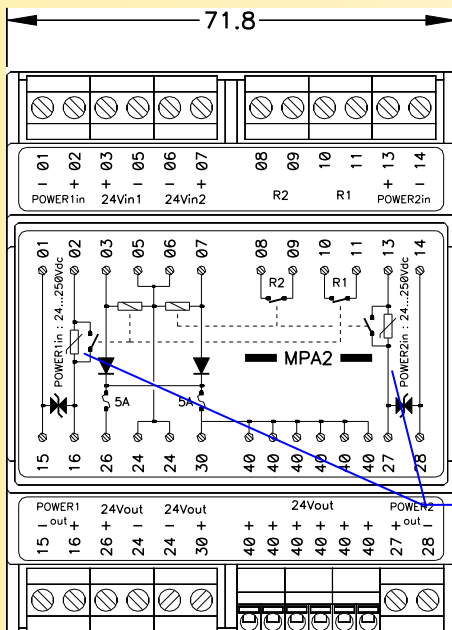 71.8
01 02 03 05 06 07 08 09 10 11 13 14
- + + - - + + -
POWER1in 24Vin1 24Vin2 R2 R1 POWER2in
01 02 03 05 06 07 08 09 10 11 13 14
POWER1in : 24...250Vdc
R2 R1
POWER2in : 24...250Vdc
MPA2
5A 5A
15 16 26 24 24 30 40 40 40 40 40 40 27 28
POWER1 out 24Vout 24Vout 24Vout POWER2 out
- + + - - + + + + + + + + -
15 16 26 24 24 30 40 40 40 40 40 40 27 28